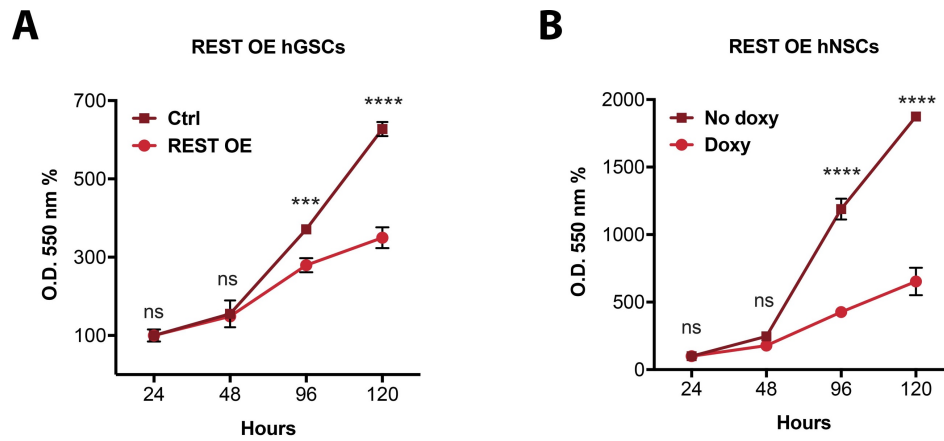 A
REST OE hGSCs
O.D. 550 nm %
700
500
300
100
Ctrl
REST OE
ns
ns
***
****
24 48 96 120
Hours
B
REST OE hNSCs
O.D. 550 nm %
2000
1500
1000
500
0
No doxy
Doxy
ns
ns
****
****
24 48 96 120
Hours